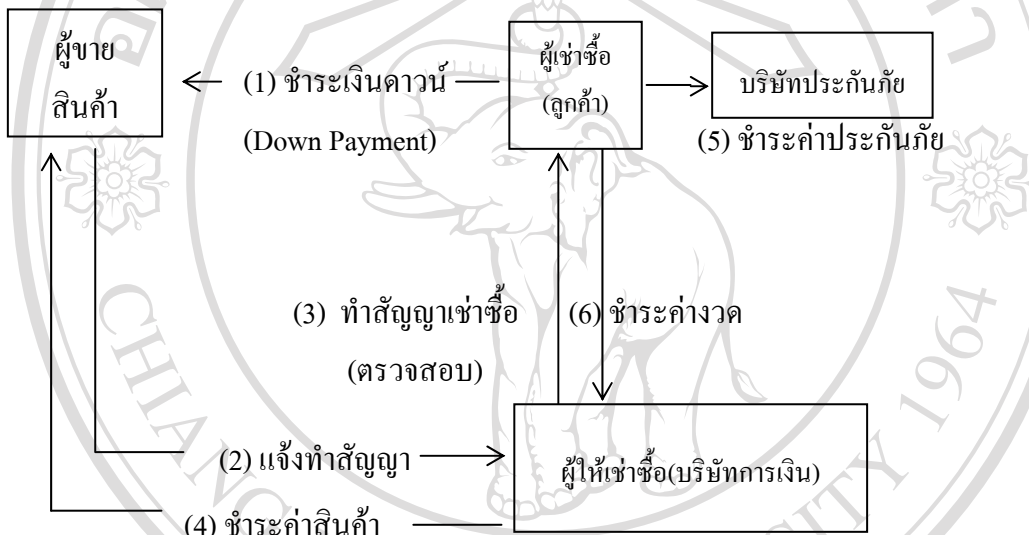 ผู้ขาย
สินค้า
(1) ชำระเงินดาวน์
(Down Payment)
ผู้เช่าซื้อ
(ลูกค้า)
บริษัทประกันภัย
(5) ชำระค่าประกันภัย
(3) ทำสัญญาเช่าซื้อ
(ตรวจสอบ)
(6) ชำระค่างวด
(2) แจ้งทำสัญญา
ผู้ให้เช่าซื้อ(บริษัทการเงิน)
(4) ชำระค่าสินค้า
CHIANG
SITY 1964